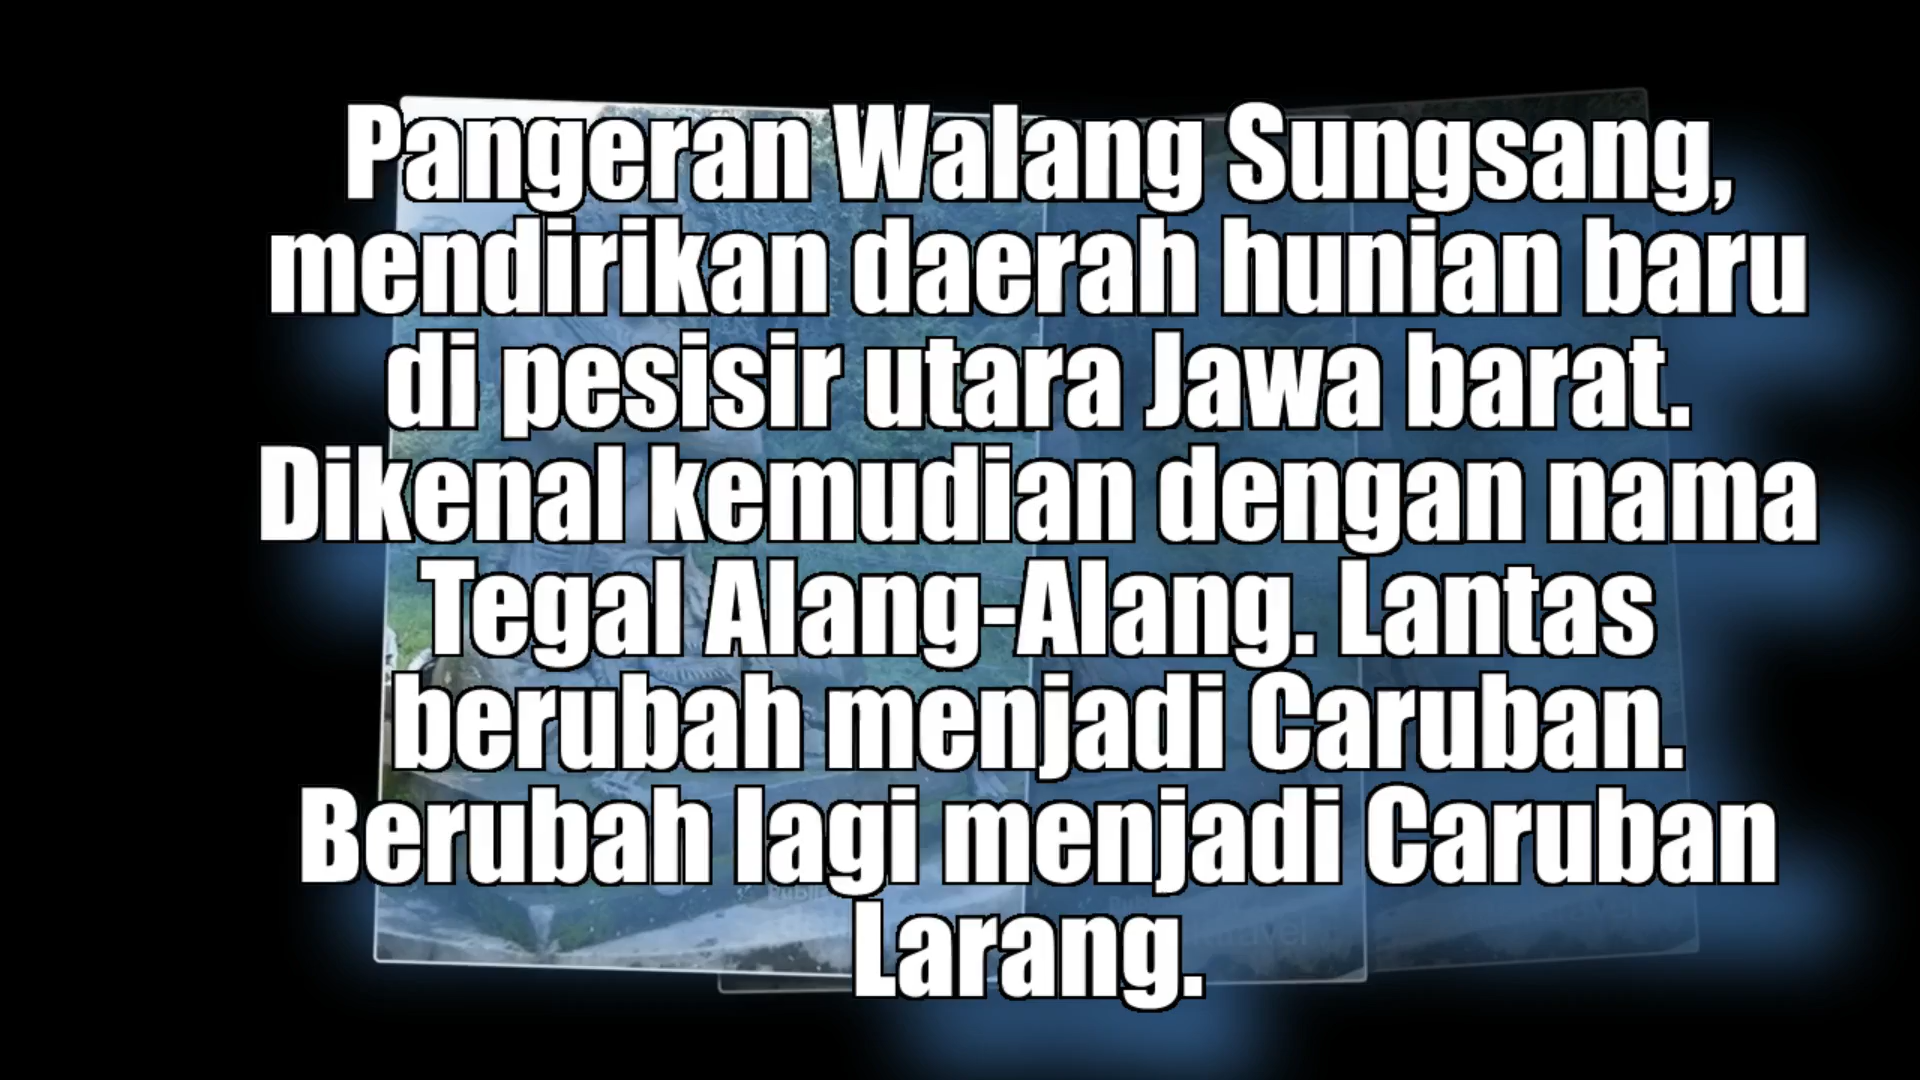 Pangeran Walang Sungsang,
mendirikan daerah hunian baru
di pesisir utara Jawa barat.
Dikenal kemudian dengan nama
Tegal Alang-Alang. Lantas
berubah menjadi Caruban.
Berubah lagi menjadi Caruban
Larang.